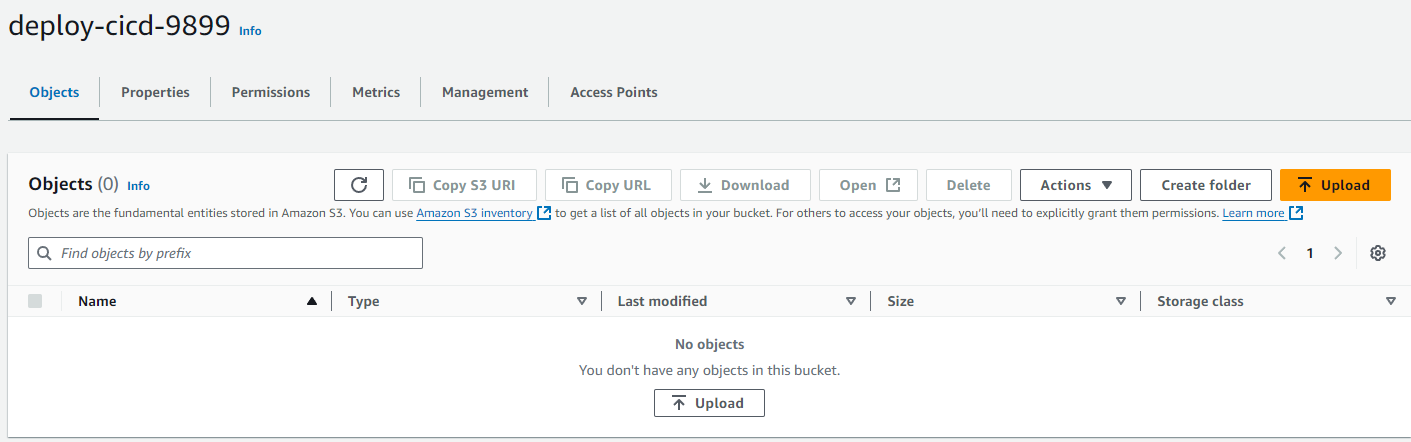 deploy-cicd-9899 Info
Objects Properties Permissions Metrics Management Access Points
Objects (0) Info Copy S3 URI Copy URL Download Open Delete Actions Create folder Upload
Objects are the fundamental entities stored in Amazon S3. You can use Amazon S3 inventory to get a list of all objects in your bucket. For others to access your objects, you’ll need to explicitly grant them permissions. Learn more
Find objects by prefix 1
Name Type Last modified Size Storage class
No objects
You don't have any objects in this bucket.
Upload